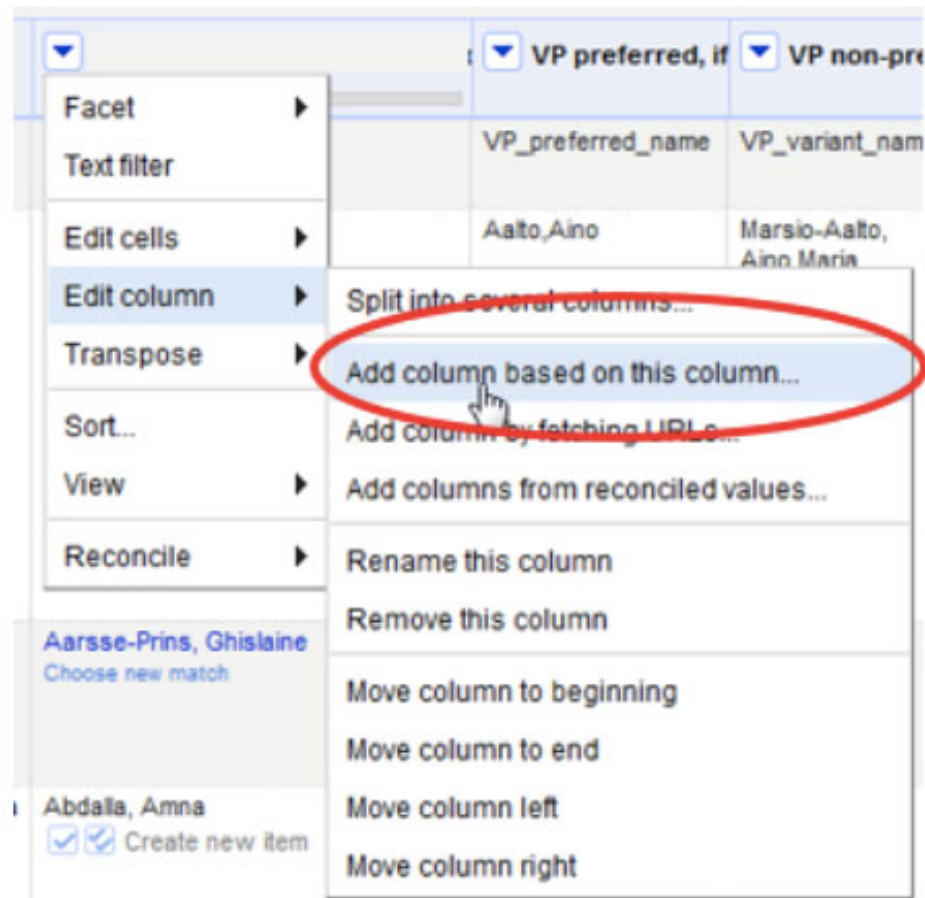 VP preferred, if
VP non-pre
Facet
Text filter
Edit cells
Edit column
Transpose
Sort...
View
Reconcile
VP_preferred_name
VP_variant_nam
Aalto,Aino
Marsio-Aalto,
Aino Maria
Split into several columns...
Add column based on this column...
Add column by fetching URLs...
Add columns from reconciled values...
Rename this column
Remove this column
Move column to beginning
Move column to end
Move column left
Move column right
Aarsse-Prins, Ghislaine
Choose new match
Abdalla, Amna
Create new item